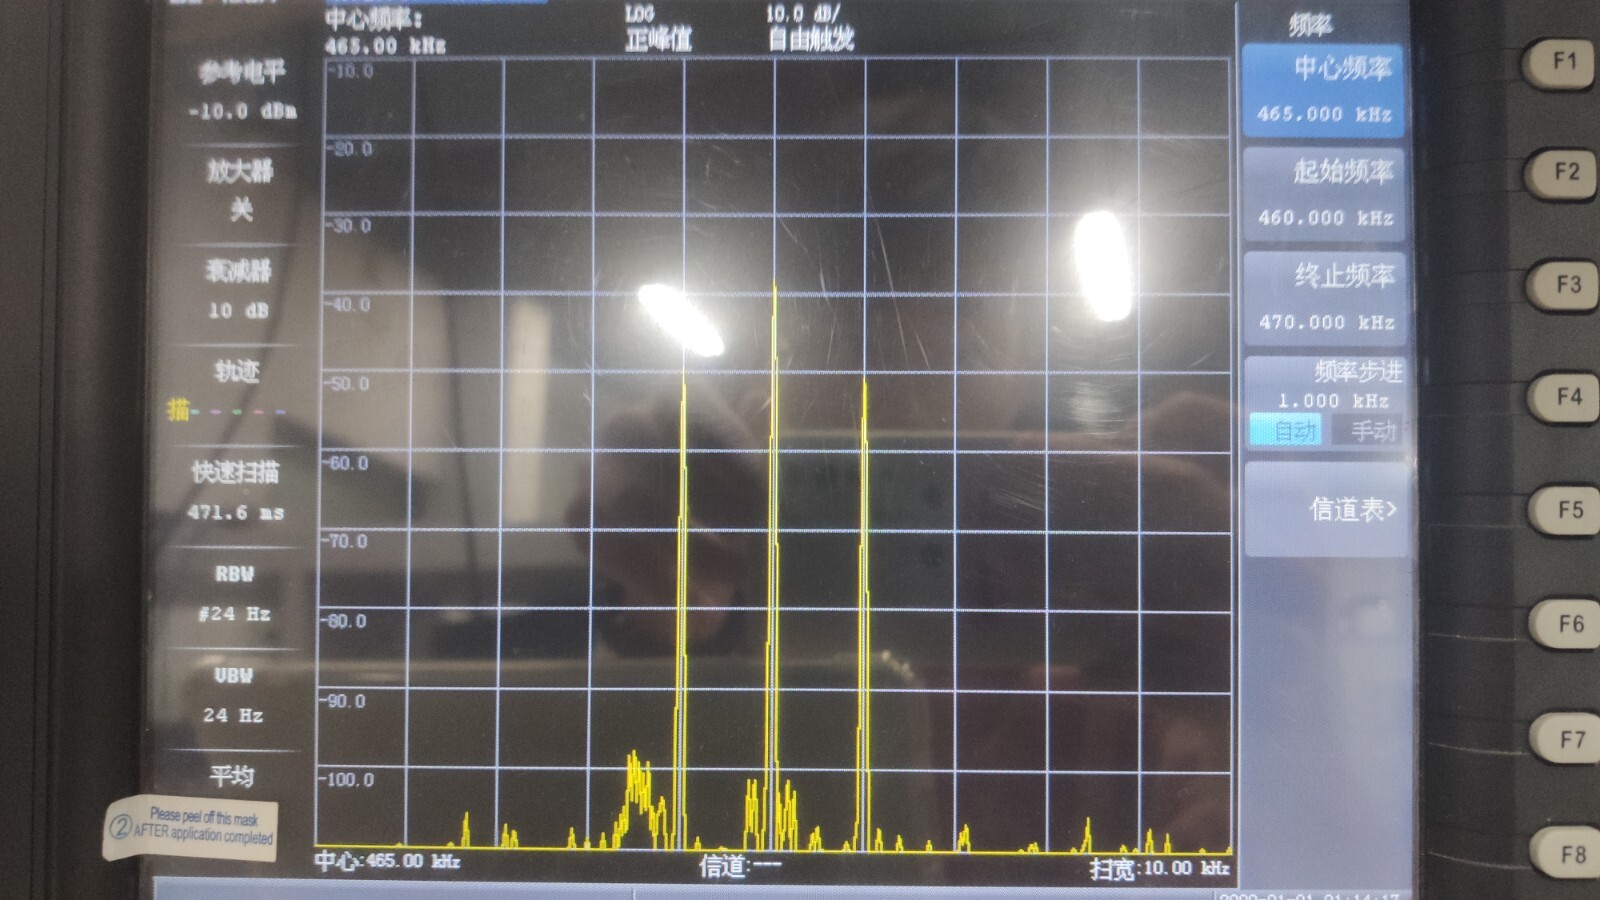 中心频率:
465.00 kHz
LOG
正峰值
10.0 dB/
自由触发
参考电平
-10.0 dBm
放大器
关
衰减器
10 dB
轨迹
描
快速扫描
471.6 ms
RBW
#24 Hz
VBW
24 Hz
平均
-10.0
-20.0
-30.0
-40.0
-50.0
-60.0
-70.0
-80.0
-90.0
-100.0
中心:465.00 kHz
信道:---
扫宽:10.00 kHz
频率
中心频率
465.000 kHz
起始频率
460.000 kHz
终止频率
470.000 kHz
频率步进
1.000 kHz
自动 手动
信道表>
F1
F2
F3
F4
F5
F6
F7
F8
② Please peel off this mask
AFTER application completed